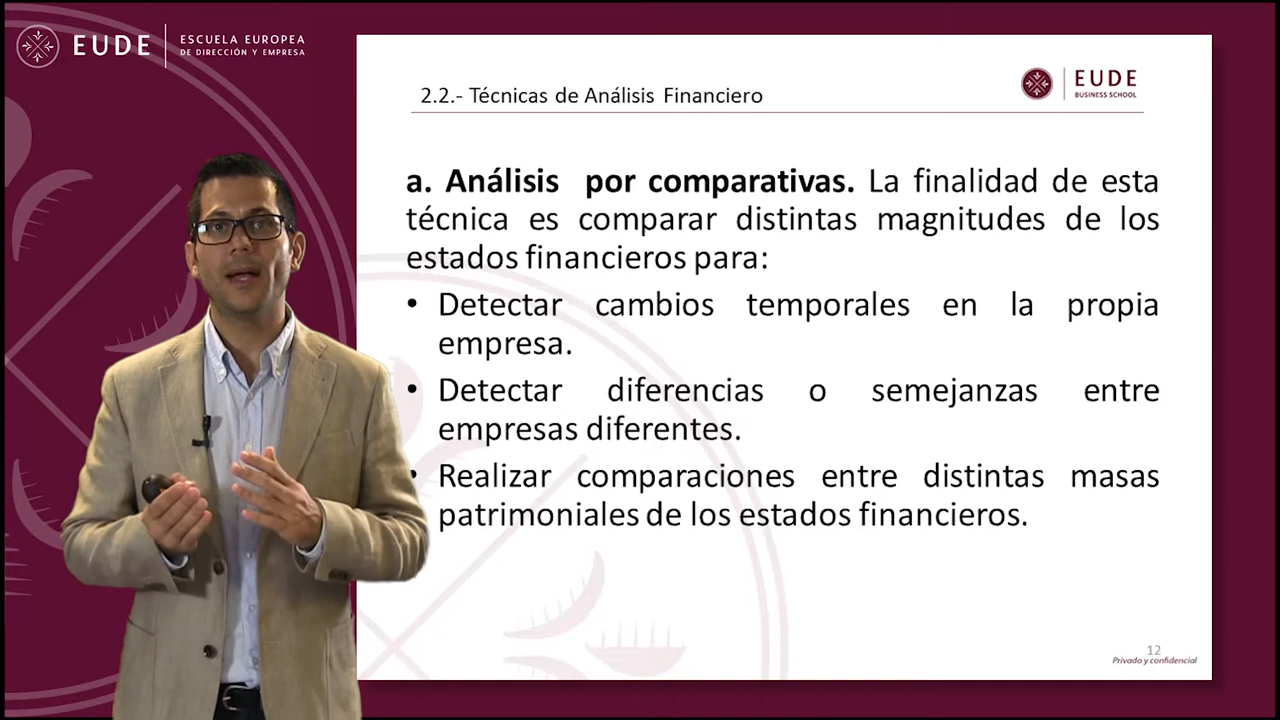 EUDE
ESCUELA EUROPEA
DE DIRECCIÓN Y EMPRESA
2.2.- Técnicas de Análisis Financiero
EUDE
BUSINESS SCHOOL
a. Análisis por comparativas. La finalidad de esta
técnica es comparar distintas magnitudes de los
estados financieros para:
• Detectar cambios temporales en la propia
empresa.
• Detectar diferencias o semejanzas entre
empresas diferentes.
• Realizar comparaciones entre distintas masas
patrimoniales de los estados financieros.
12
Privado y confidencial